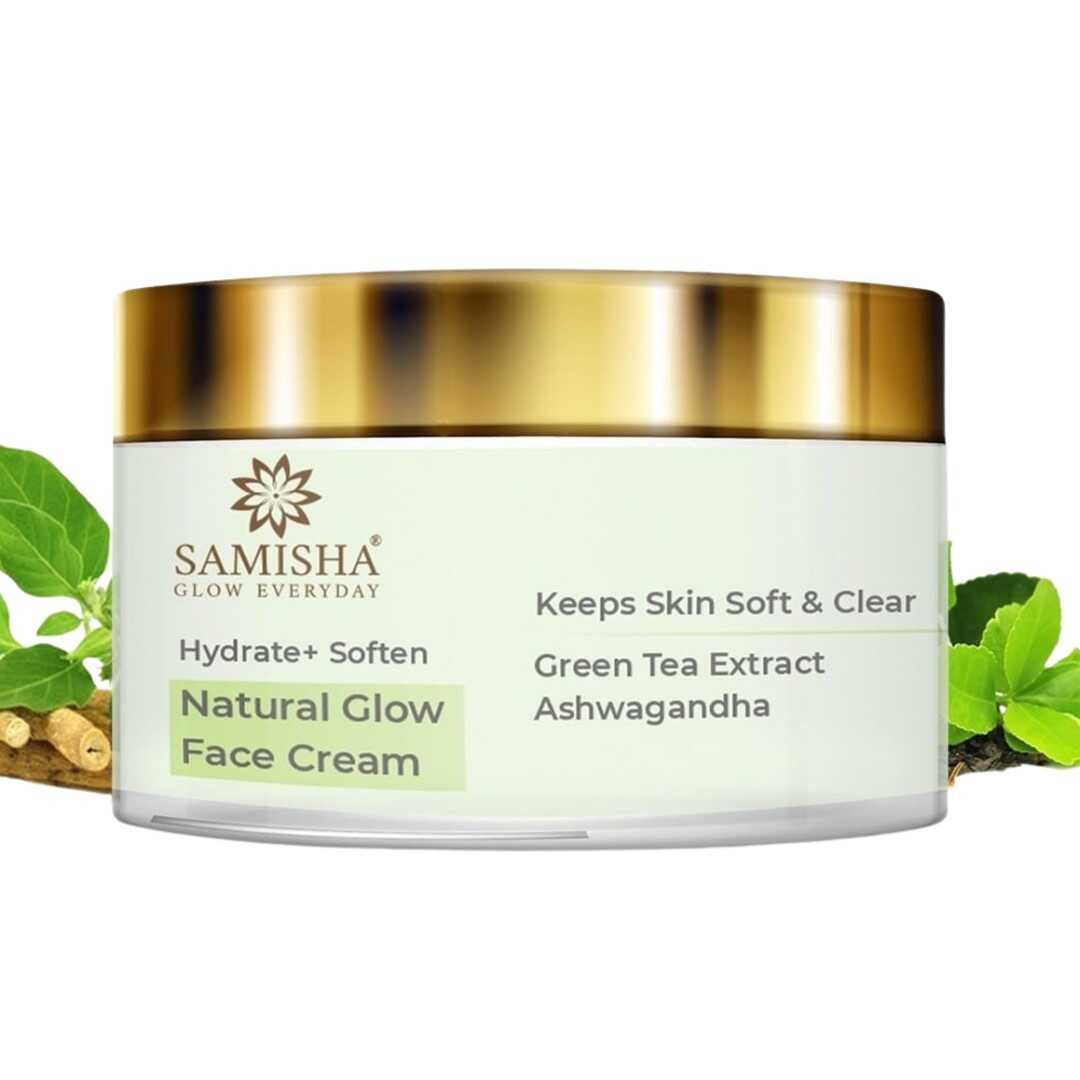 SAMISHA®
GLOW EVERYDAY
Hydrate+ Soften
Natural Glow
Face Cream
Keeps Skin Soft & Clear
Green Tea Extract
Ashwagandha